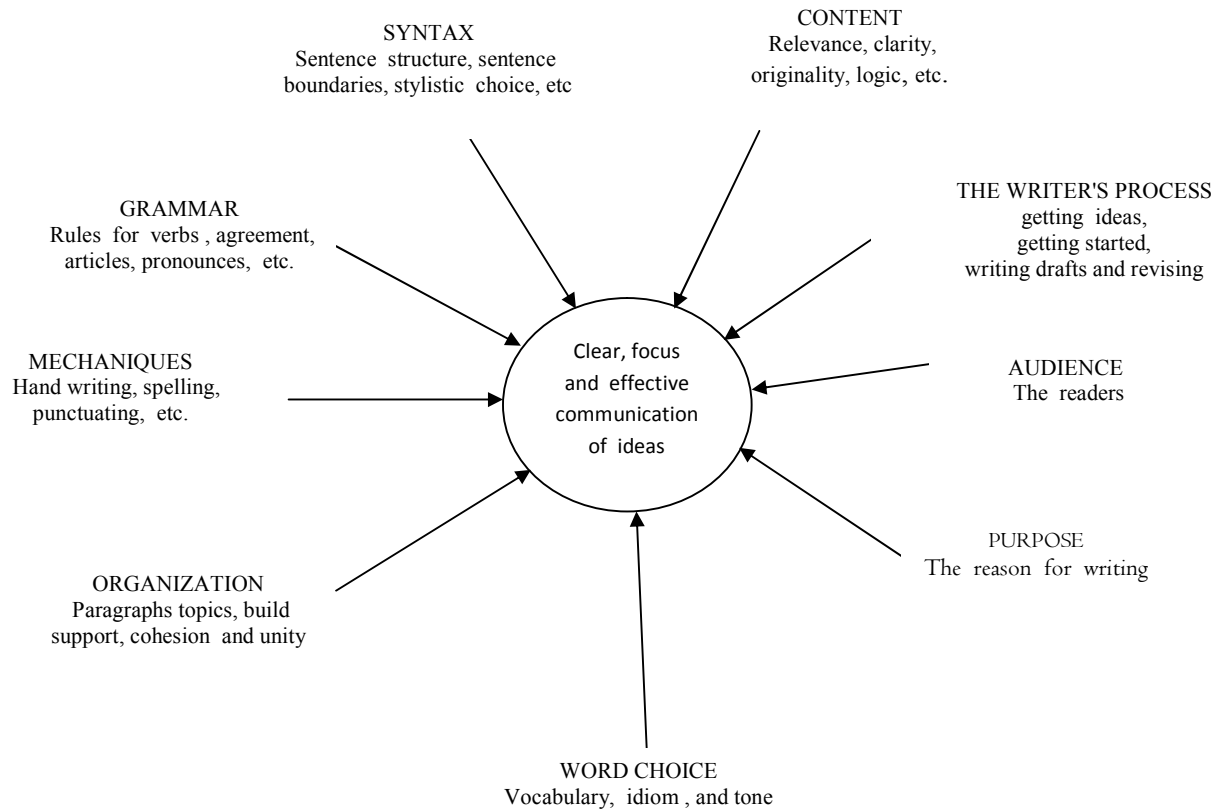 SYNTAX
Sentence structure, sentence
boundaries, stylistic choice, etc
CONTENT
Relevance, clarity,
originality, logic, etc.
GRAMMAR
Rules for verbs , agreement,
articles, pronounces, etc.
THE WRITER'S PROCESS
getting ideas,
getting started,
writing drafts and revising
MECHANIQUES
Hand writing, spelling,
punctuating, etc.
Clear, focus
and effective
communication
of ideas
AUDIENCE
The readers
ORGANIZATION
Paragraphs topics, build
support, cohesion and unity
PURPOSE
The reason for writing
WORD CHOICE
Vocabulary, idiom , and tone